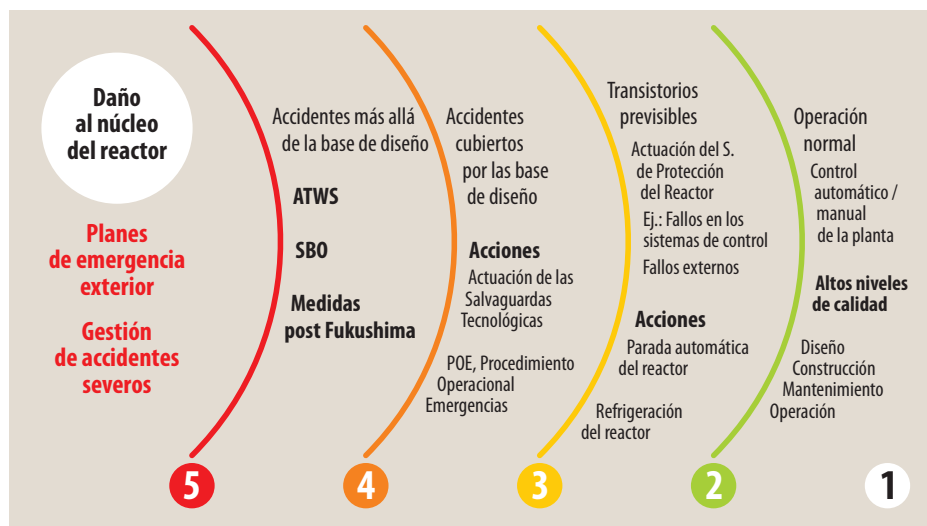 Daño
al núcleo
del reactor
Planes
de emergencia
exterior
Gestión
de accidentes
severos
5
Accidentes más allá
de la base de diseño
ATWS
SBO
Medidas
post Fukushima
4
Accidentes
cubiertos
por las base
de diseño
Acciones
Actuación de las
Salvaguardas
Tecnológicas
POE, Procedimiento
Operacional
Emergencias
3
Transistorios
previsibles
Actuación del S.
de Protección
del Reactor
Ej.: Fallos en los
sistemas de control
Fallos externos
Acciones
Parada automática
del reactor
Refrigeración
del reactor
2
Operación
normal
Control
automático /
manual
de la planta
Altos niveles
de calidad
Diseño
Construcción
Mantenimiento
Operación
1